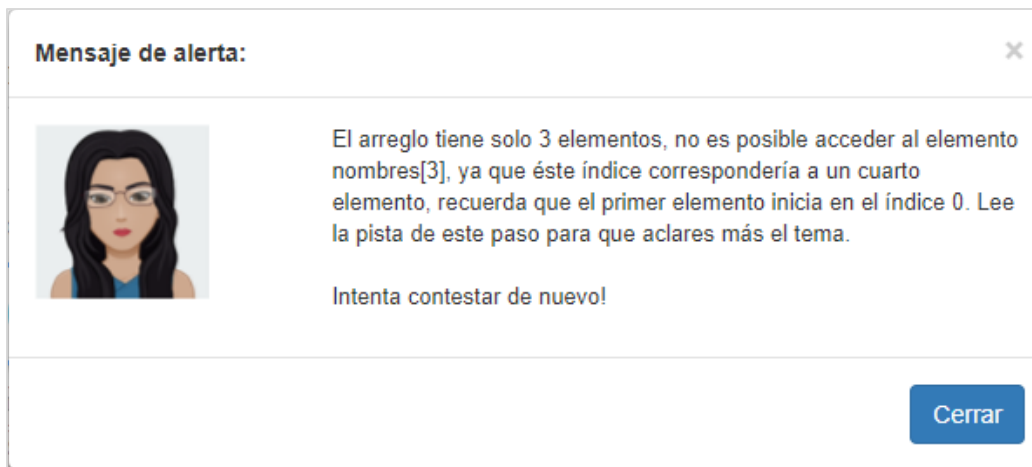 Mensaje de alerta:
×
El arreglo tiene solo 3 elementos, no es posible acceder al elemento
nombres[3], ya que éste índice correspondería a un cuarto
elemento, recuerda que el primer elemento inicia en el índice 0. Lee
la pista de este paso para que aclares más el tema.
Intenta contestar de nuevo!
Cerrar